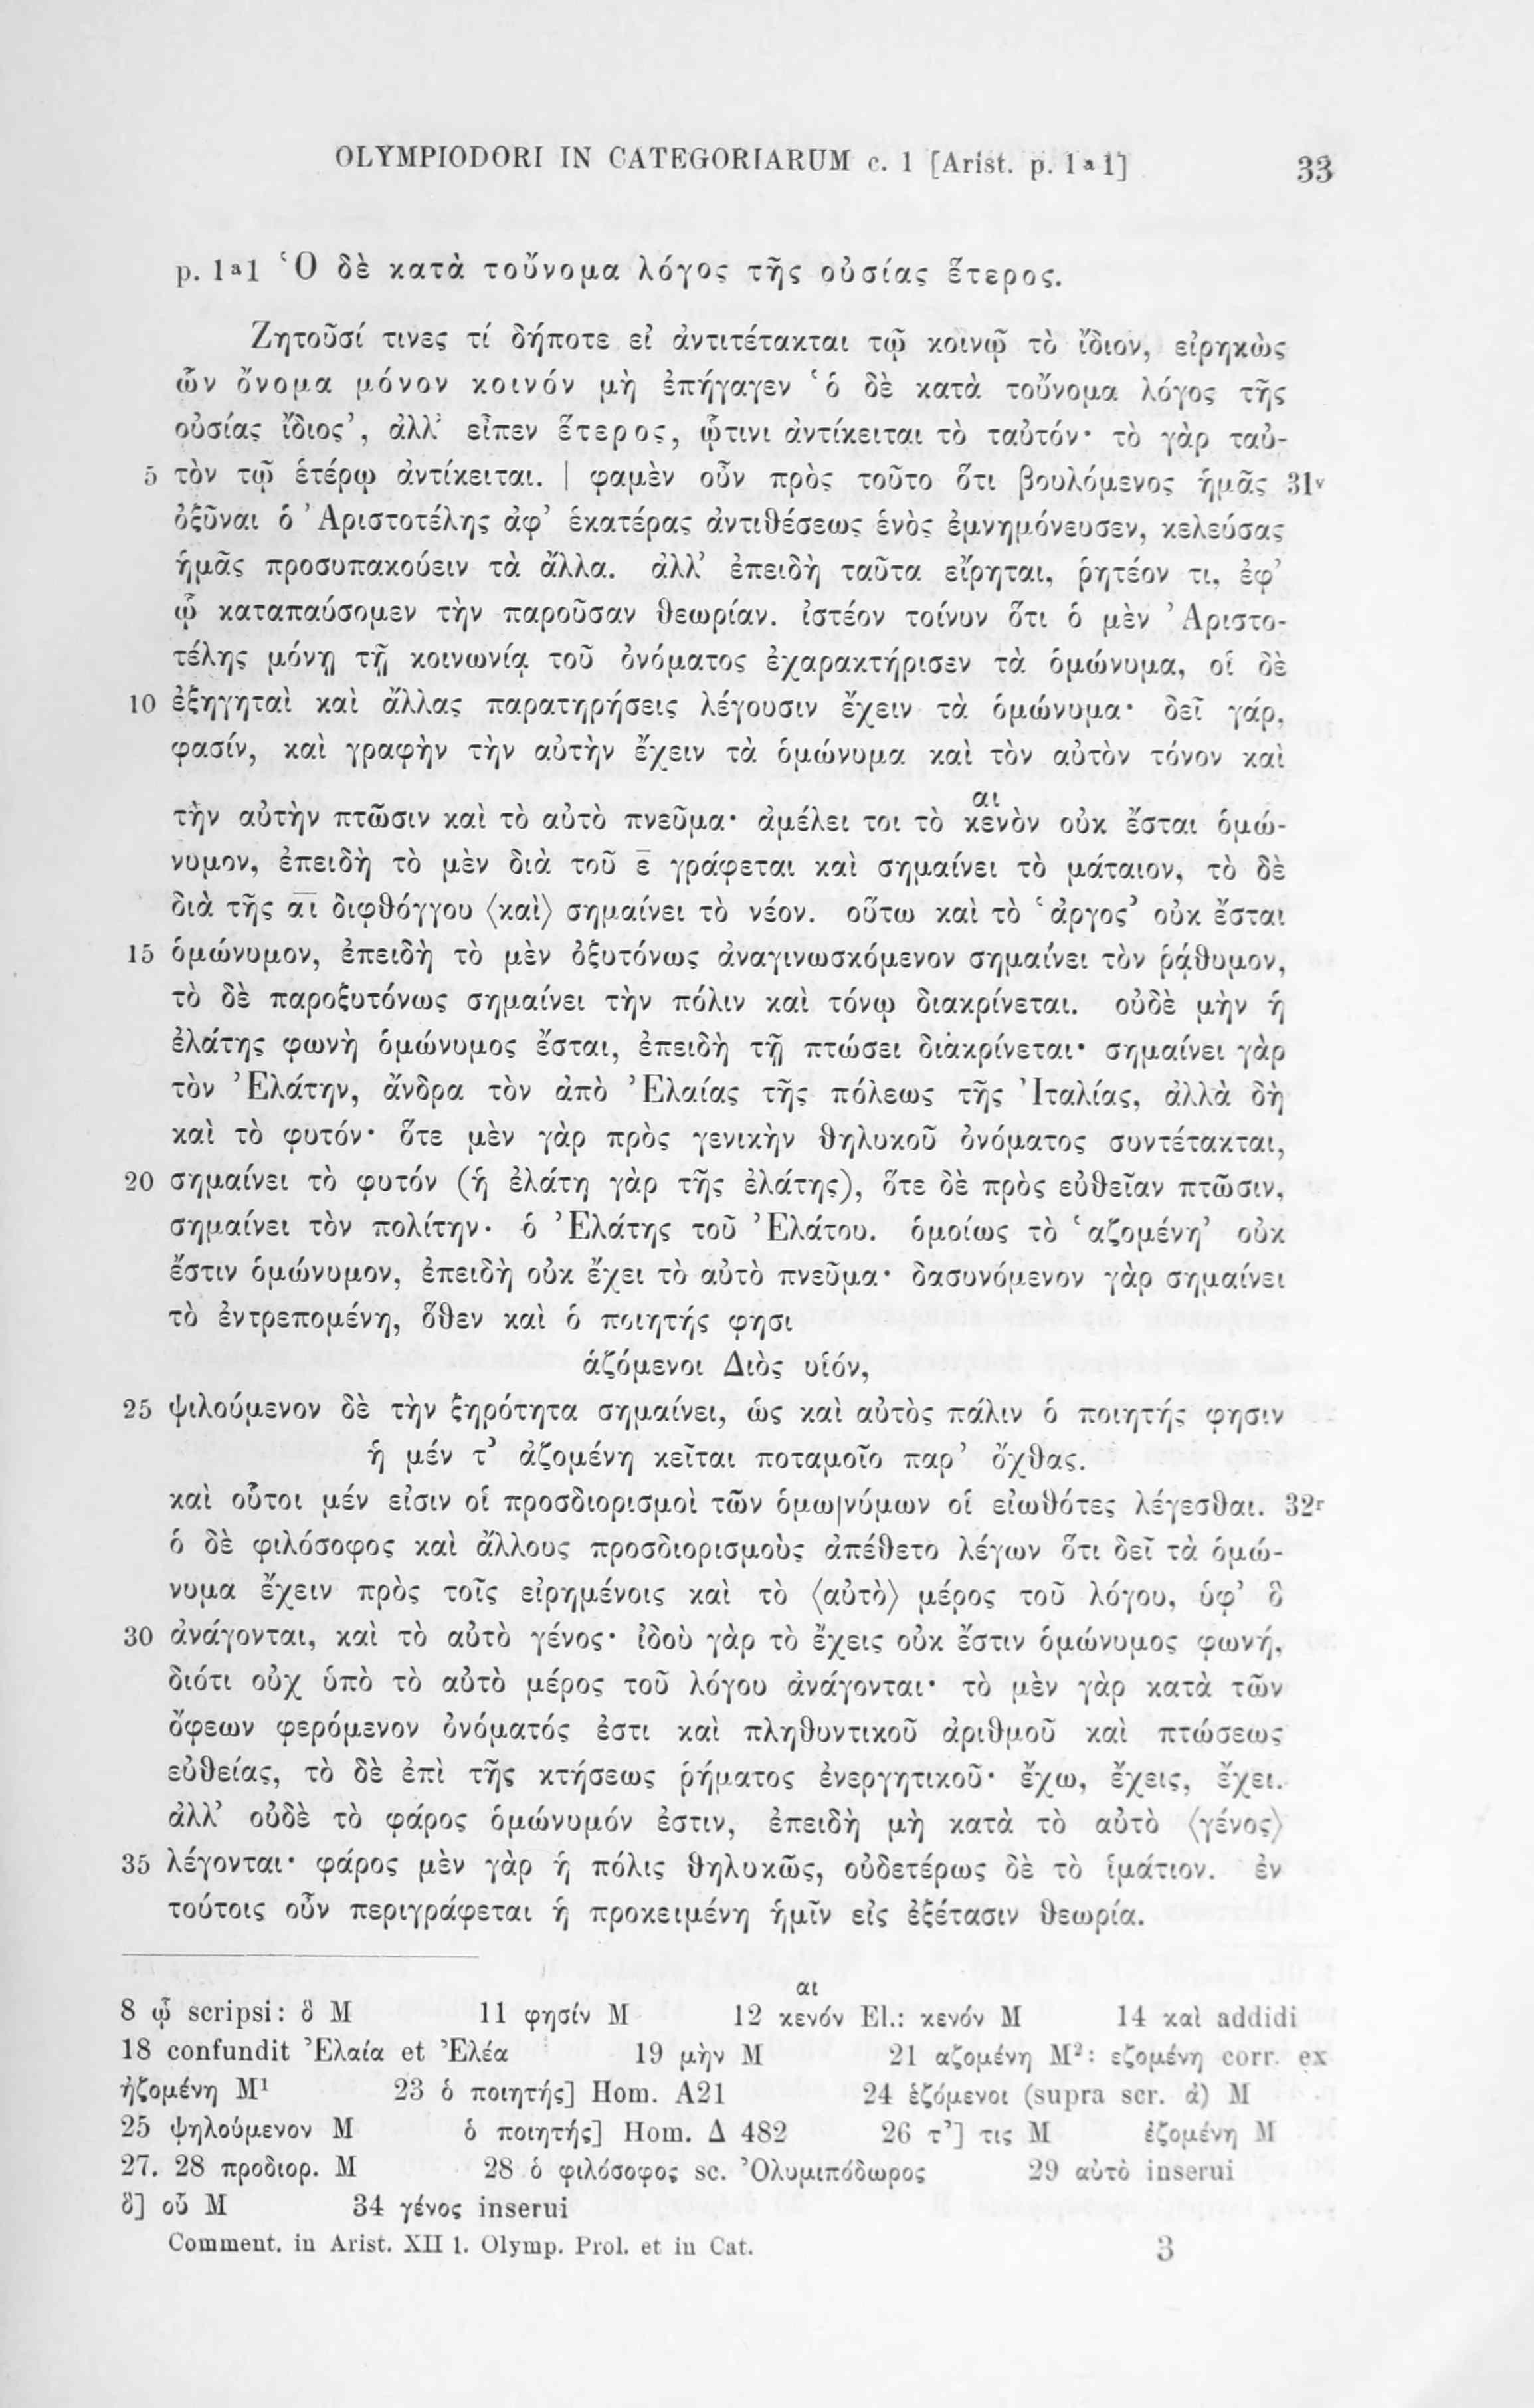 OLYMPIODORI IN CATEGORIARUM c. 1 [Arist. p. 1ᵃ1] 33
p. 1ᵃ1 Ὁ δὲ κατὰ τοὔνομα λόγος τῆς οὐσίας ἕτερος.
Ζητοῦσί τινες τί δήποτε εἰ ἀντιτέτακται τῷ κοινῷ τὸ ἴδιον, εἰρηκὼς
ὧν ὄνομα μόνον κοινόν μὴ ἐπήγαγεν ‘ὁ δὲ κατὰ τοὔνομα λόγος τῆς
οὐσίας ἴδιος’, ἀλλ’ εἶπεν ἕτερος, ᾧτινι ἀντίκειται τὸ ταὐτόν· τὸ γὰρ ταὐ-
5 τὸν τῷ ἑτέρῳ ἀντίκειται. | φαμὲν οὖν πρὸς τοῦτο ὅτι βουλόμενος ἡμᾶς 31ᵛ
ὀξῦναι ὁ Ἀριστοτέλης ἀφ’ ἑκατέρας ἀντιθέσεως ἑνὸς ἐμνημόνευσεν, κελεύσας
ἡμᾶς προσυπακούειν τὰ ἄλλα. ἀλλ’ ἐπειδὴ ταῦτα εἴρηται, ῥητέον τι, ἐφ’
ᾧ καταπαύσομεν τὴν παροῦσαν θεωρίαν. ἰστέον τοίνυν ὅτι ὁ μὲν Ἀριστο-
τέλης μόνῃ τῇ κοινωνίᾳ τοῦ ὀνόματος ἐχαρακτήρισεν τὰ ὁμώνυμα, οἱ δὲ
10 ἐξηγηταὶ καὶ ἄλλας παρατηρήσεις λέγουσιν ἔχειν τὰ ὁμώνυμα· δεῖ γάρ,
φασίν, καὶ γραφὴν τὴν αὐτὴν ἔχειν τὰ ὁμώνυμα καὶ τὸν αὐτὸν τόνον καὶ
αι
τὴν αὐτὴν πτῶσιν καὶ τὸ αὐτὸ πνεῦμα· ἀμέλει τοι τὸ κενὸν οὐκ ἔσται ὁμώ-
νυμον, ἐπειδὴ τὸ μὲν διὰ τοῦ ε̅ γράφεται καὶ σημαίνει τὸ μάταιον, τὸ δὲ
διὰ τῆς α̅ι̅ διφθόγγου ⟨καὶ⟩ σημαίνει τὸ νέον. οὕτω καὶ τὸ ‘ἀργος’ οὐκ ἔσται
15 ὁμώνυμον, ἐπειδὴ τὸ μὲν ὀξυτόνως ἀναγινωσκόμενον σημαίνει τὸν ῥᾴθυμον,
τὸ δὲ παροξυτόνως σημαίνει τὴν πόλιν καὶ τόνῳ διακρίνεται. οὐδὲ μὴν ἡ
ἐλάτης φωνὴ ὁμώνυμος ἔσται, ἐπειδὴ τῇ πτώσει διακρίνεται· σημαίνει γὰρ
τὸν Ἐλάτην, ἄνδρα τὸν ἀπὸ Ἐλαίας τῆς πόλεως τῆς Ἰταλίας, ἀλλὰ δὴ
καὶ τὸ φυτόν· ὅτε μὲν γὰρ πρὸς γενικὴν θηλυκοῦ ὀνόματος συντέτακται,
20 σημαίνει τὸ φυτόν (ἡ ἐλάτη γὰρ τῆς ἐλάτης), ὅτε δὲ πρὸς εὐθεῖαν πτῶσιν,
σημαίνει τὸν πολίτην· ὁ Ἐλάτης τοῦ Ἐλάτου. ὁμοίως τὸ ‘αζομένη’ οὐκ
ἔστιν ὁμώνυμον, ἐπειδὴ οὐκ ἔχει τὸ αὐτὸ πνεῦμα· δασυνόμενον γὰρ σημαίνει
τὸ ἐντρεπομένη, ὅθεν καὶ ὁ ποιητής φησι
ἁζόμενοι Διὸς υἱόν,
25 ψιλούμενον δὲ τὴν ξηρότητα σημαίνει, ὡς καὶ αὐτὸς πάλιν ὁ ποιητής φησιν
ἡ μέν τ’ ἀζομένη κεῖται ποταμοῖο παρ’ ὄχθας.
καὶ οὗτοι μέν εἰσιν οἱ προσδιορισμοὶ τῶν ὁμω|νύμων οἱ εἰωθότες λέγεσθαι. 32ʳ
ὁ δὲ φιλόσοφος καὶ ἄλλους προσδιορισμοὺς ἀπέθετο λέγων ὅτι δεῖ τὰ ὁμώ-
νυμα ἔχειν πρὸς τοῖς εἰρημένοις καὶ τὸ ⟨αὐτὸ⟩ μέρος τοῦ λόγου, ὑφ’ ὃ
30 ἀνάγονται, καὶ τὸ αὐτὸ γένος· ἰδοὺ γὰρ τὸ ἔχεις οὐκ ἔστιν ὁμώνυμος φωνή,
διότι οὐχ ὑπὸ τὸ αὐτὸ μέρος τοῦ λόγου ἀνάγονται· τὸ μὲν γὰρ κατὰ τῶν
ὄφεων φερόμενον ὀνόματός ἐστι καὶ πληθυντικοῦ ἀριθμοῦ καὶ πτώσεως
εὐθείας, τὸ δὲ ἐπὶ τῆς κτήσεως ῥήματος ἐνεργητικοῦ· ἔχω, ἔχεις, ἔχει.
ἀλλ’ οὐδὲ τὸ φάρος ὁμώνυμόν ἐστιν, ἐπειδὴ μὴ κατὰ τὸ αὐτὸ ⟨γένος⟩
35 λέγονται· φάρος μὲν γὰρ ἡ πόλις θηλυκῶς, οὐδετέρως δὲ τὸ ἱμάτιον. ἐν
τούτοις οὖν περιγράφεται ἡ προκειμένη ἡμῖν εἰς ἐξέτασιν θεωρία.
αι
8 ᾧ scripsi: ὃ M 11 φησίν M 12 κενόν El.: κενόν M 14 καὶ addidi
18 confundit Ἐλαία et Ἐλέα 19 μὴν M 21 αζομένη M²: εζομένη corr. ex
ἠζομένη M¹ 23 ὁ ποιητής] Hom. A21 24 ἑζόμενοι (supra scr. ἀ) M
25 ψηλούμενον M ὁ ποιητής] Hom. Δ 482 26 τ’] τις M ἐζομένη M
27. 28 προδιορ. M 28 ὁ φιλόσοφος sc. Ὀλυμιπόδωρος 29 αὐτὸ inserui
ὃ] οὗ M 34 γένος inserui
Comment. in Arist. XII 1. Olymp. Prol. et in Cat. 3